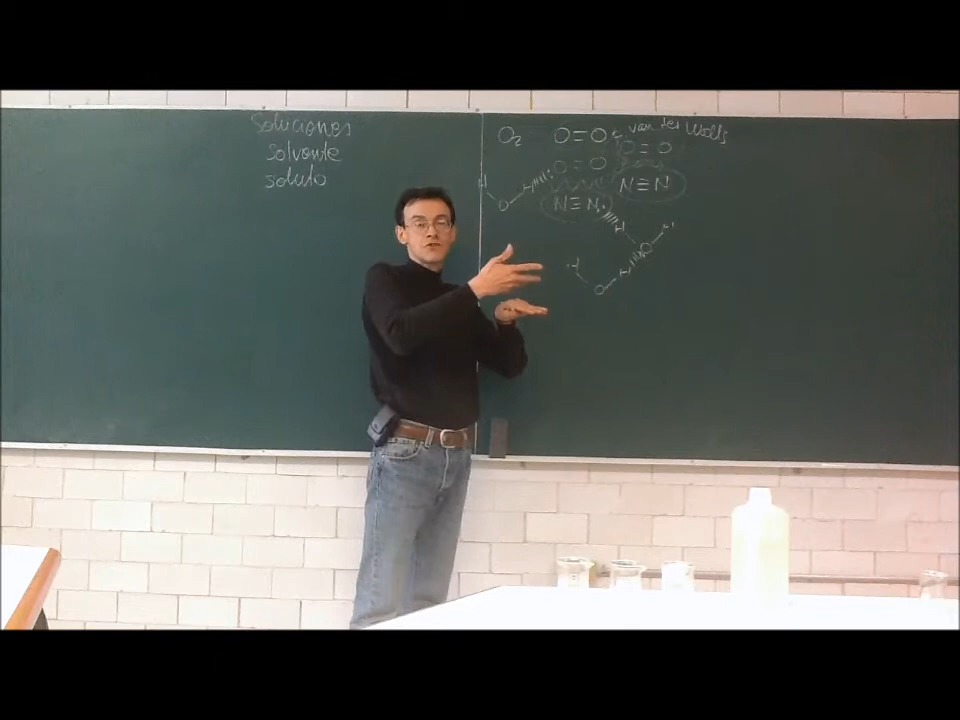 Soluciones
Solvente
soluto
O₂ O=O van der Walls
O=O O=O
N≡N N≡N
H
O H
H H
O
H
H
O